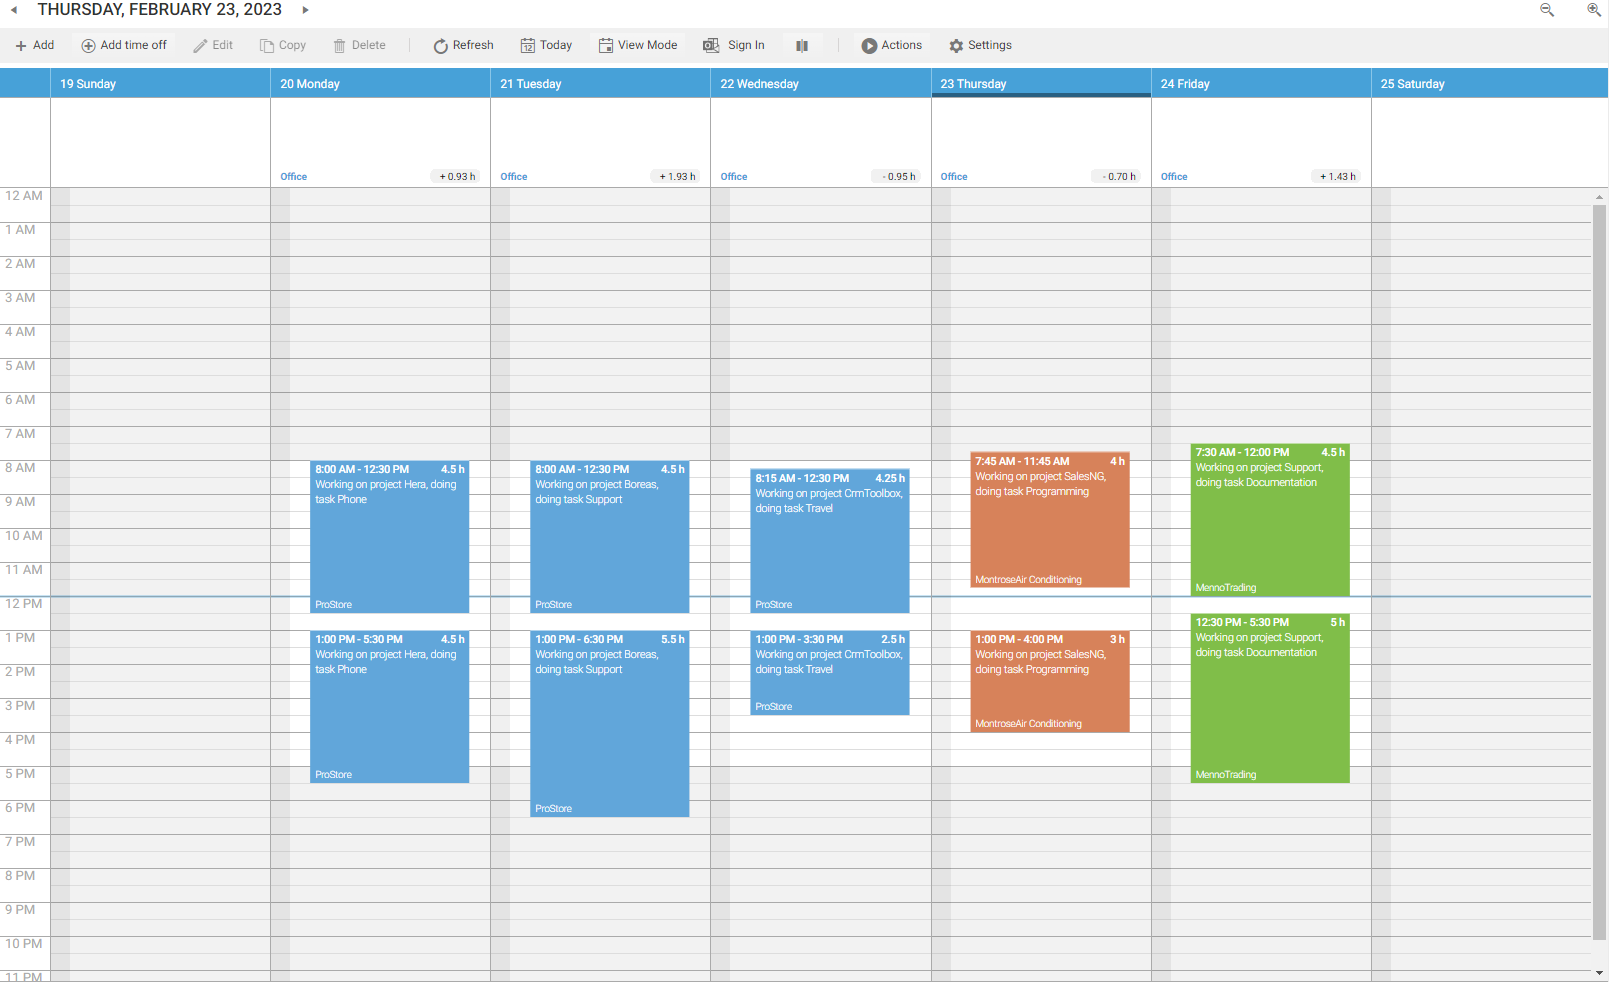 THURSDAY, FEBRUARY 23, 2023
Add
Add time off
Edit
Copy
Delete
Refresh
12
Today
View Mode
Sign In
Actions
Settings
19 Sunday
20 Monday
21 Tuesday
22 Wednesday
23 Thursday
24 Friday
25 Saturday
Office
+ 0.93 h
Office
+ 1.93 h
Office
- 0.95 h
Office
- 0.70 h
Office
+ 1.43 h
12 AM
1 AM
2 AM
3 AM
4 AM
5 AM
6 AM
7 AM
8 AM
9 AM
10 AM
11 AM
12 PM
1 PM
2 PM
3 PM
4 PM
5 PM
6 PM
7 PM
8 PM
9 PM
10 PM
11 PM
8:00 AM - 12:30 PM 4.5 h
Working on project Hera, doing
task Phone
ProStore
1:00 PM - 5:30 PM 4.5 h
Working on project Hera, doing
task Phone
ProStore
8:00 AM - 12:30 PM 4.5 h
Working on project Boreas,
doing task Support
ProStore
1:00 PM - 6:30 PM 5.5 h
Working on project Boreas,
doing task Support
ProStore
8:15 AM - 12:30 PM 4.25 h
Working on project CrmToolbox,
doing task Travel
ProStore
1:00 PM - 3:30 PM 2.5 h
Working on project CrmToolbox,
doing task Travel
ProStore
7:45 AM - 11:45 AM 4 h
Working on project SalesNG,
doing task Programming
MontroseAir Conditioning
1:00 PM - 4:00 PM 3 h
Working on project SalesNG,
doing task Programming
MontroseAir Conditioning
7:30 AM - 12:00 PM 4.5 h
Working on project Support,
doing task Documentation
MennoTrading
12:30 PM - 5:30 PM 5 h
Working on project Support,
doing task Documentation
MennoTrading